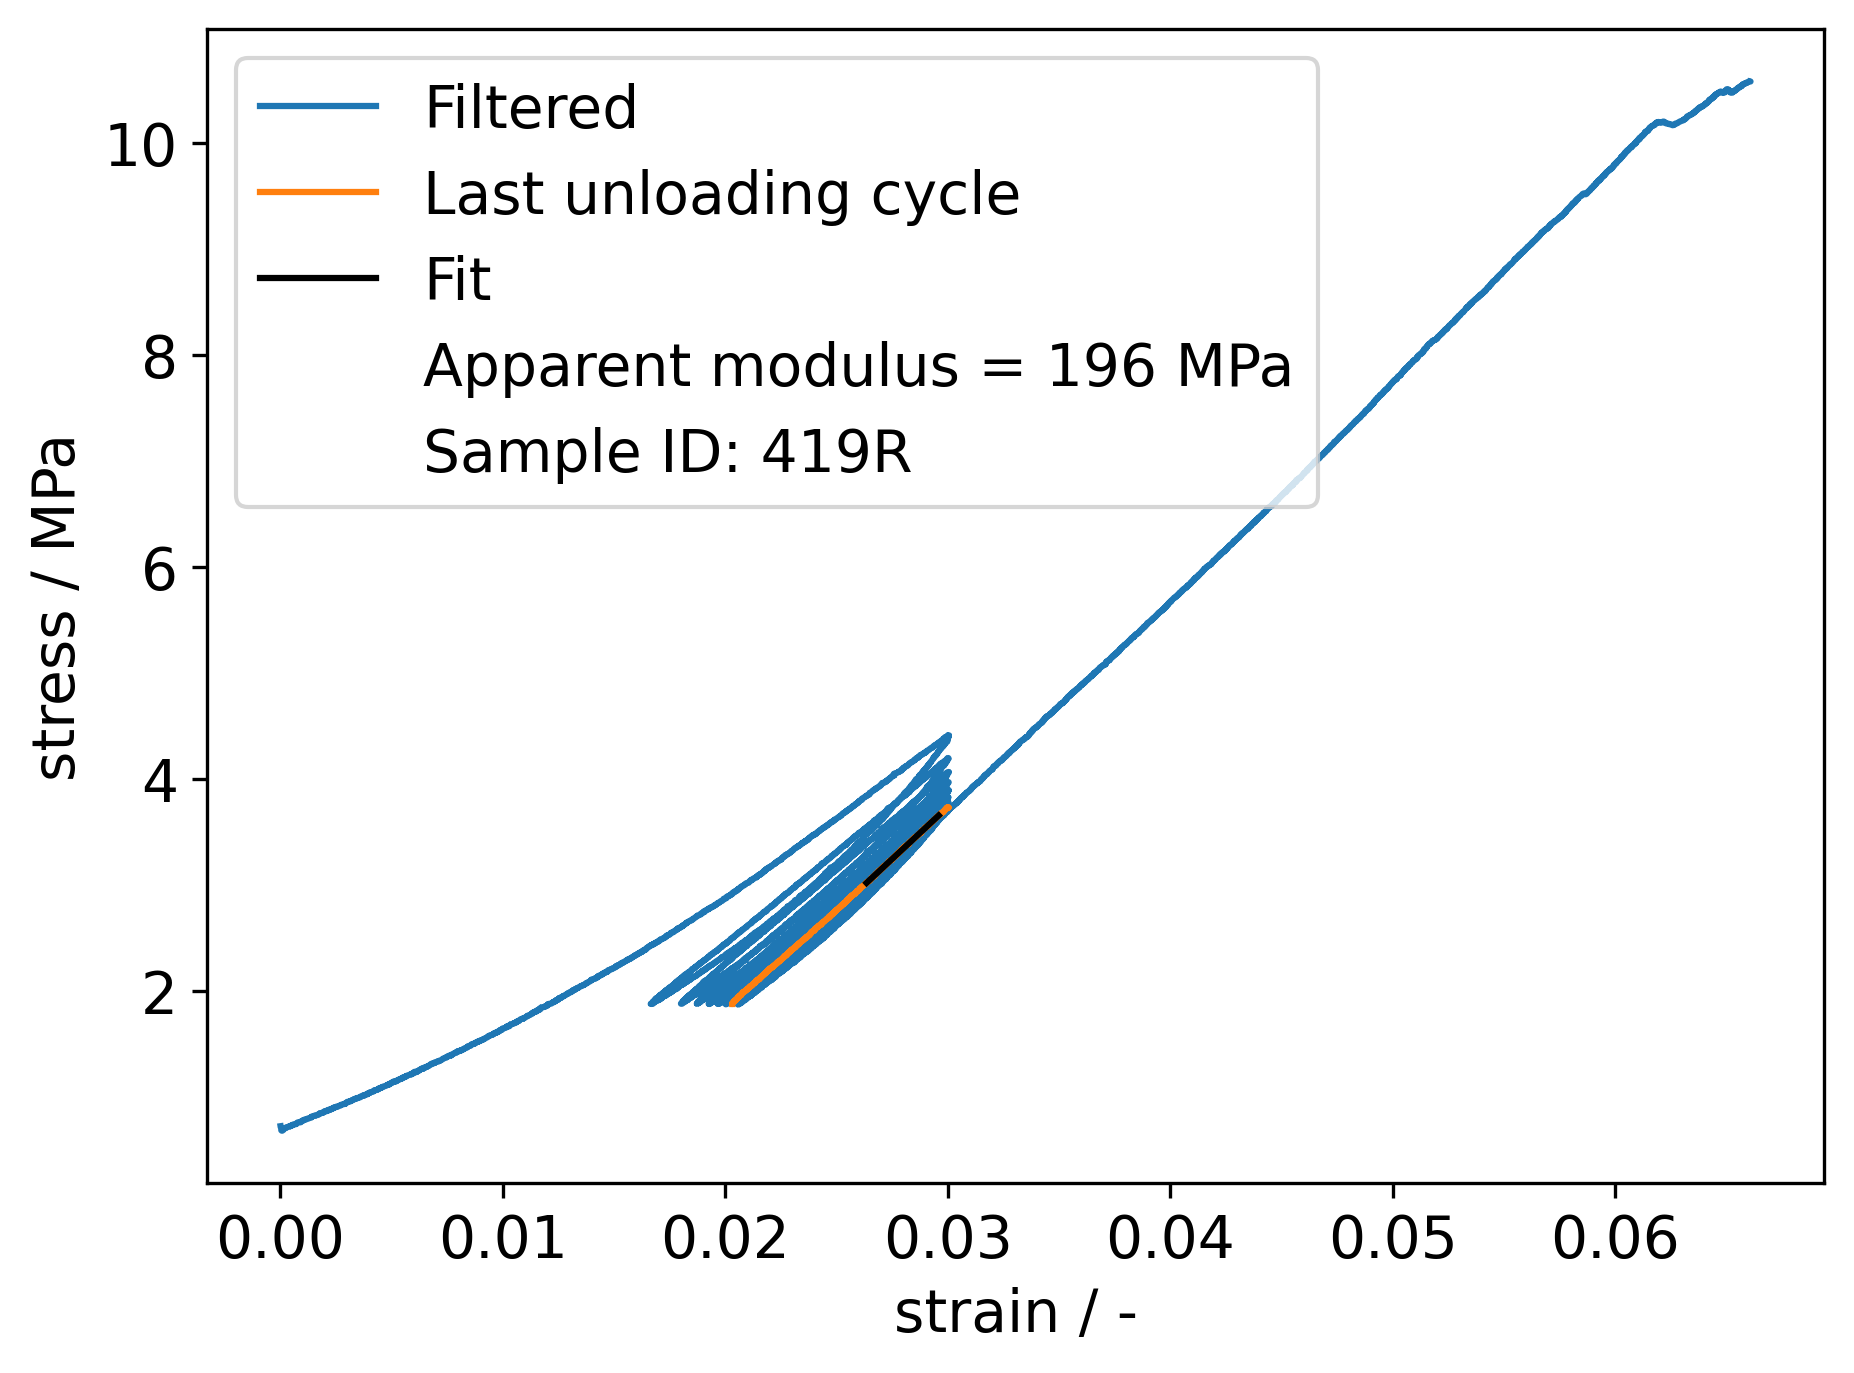 Filtered
Last unloading cycle
Fit
Apparent modulus = 196 MPa
Sample ID: 419R
stress / MPa
10
8
6
4
2
0.00 0.01 0.02 0.03 0.04 0.05 0.06
strain / -